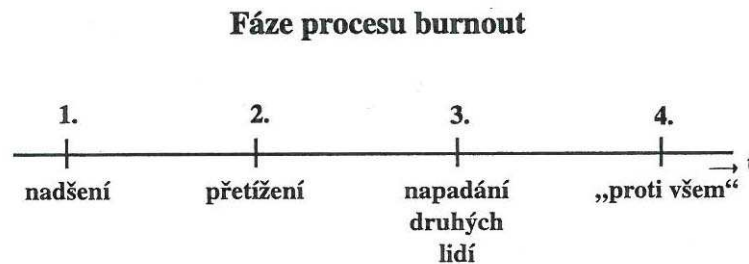 Fáze procesu burnout
1. 2. 3. 4.
nadšení přetížení napadání „proti všem“
druhých
lidí